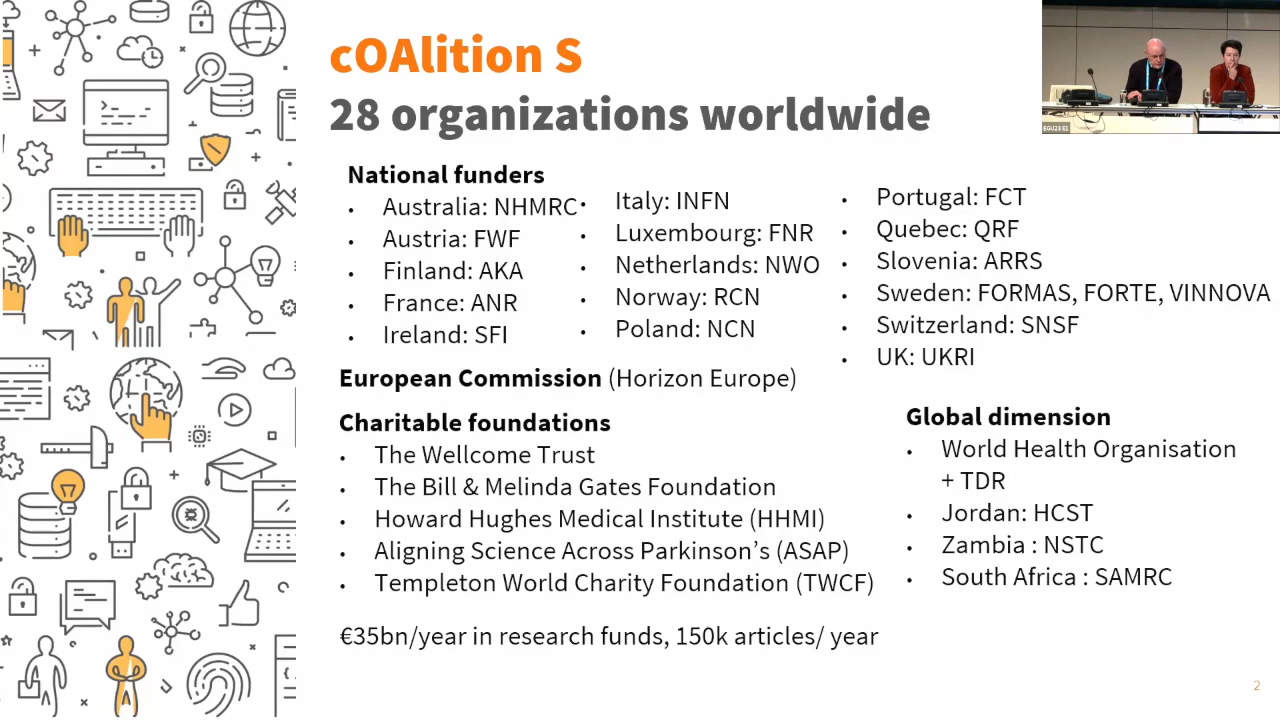 cOAlition S
28 organizations worldwide
EGU23 E1
National funders
• Australia: NHMRC
• Austria: FWF
• Finland: AKA
• France: ANR
• Ireland: SFI
• Italy: INFN
• Luxembourg: FNR
• Netherlands: NWO
• Norway: RCN
• Poland: NCN
• Portugal: FCT
• Quebec: QRF
• Slovenia: ARRS
• Sweden: FORMAS, FORTE, VINNOVA
• Switzerland: SNSF
• UK: UKRI
European Commission (Horizon Europe)
Charitable foundations
• The Wellcome Trust
• The Bill & Melinda Gates Foundation
• Howard Hughes Medical Institute (HHMI)
• Aligning Science Across Parkinson’s (ASAP)
• Templeton World Charity Foundation (TWCF)
Global dimension
• World Health Organisation
+ TDR
• Jordan: HCST
• Zambia : NSTC
• South Africa : SAMRC
€35bn/year in research funds, 150k articles/ year
2